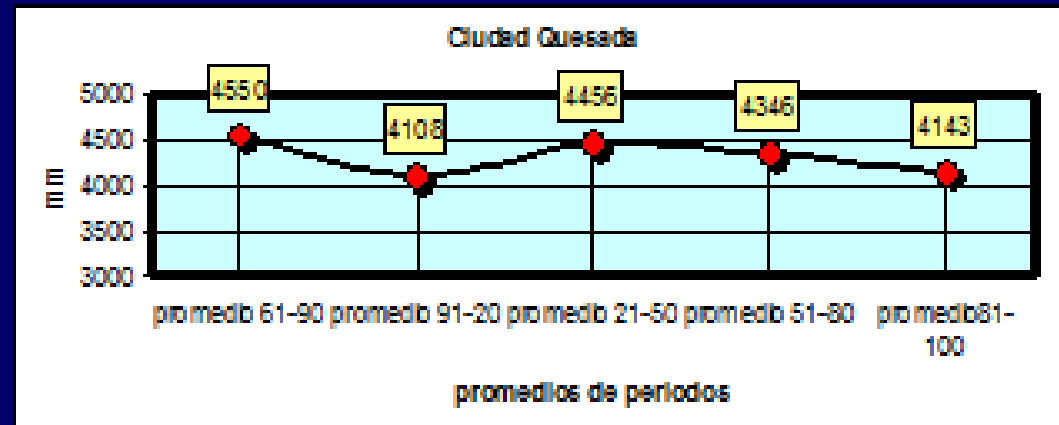 Ciudad Quesada
5000
4500
4000
3500
3000
mm
4550
4108
4456
4346
4143
promedio 61-90 promedio 91-20 promedio 21-50 promedio 51-80 promedio81-
100
promedios de periodos